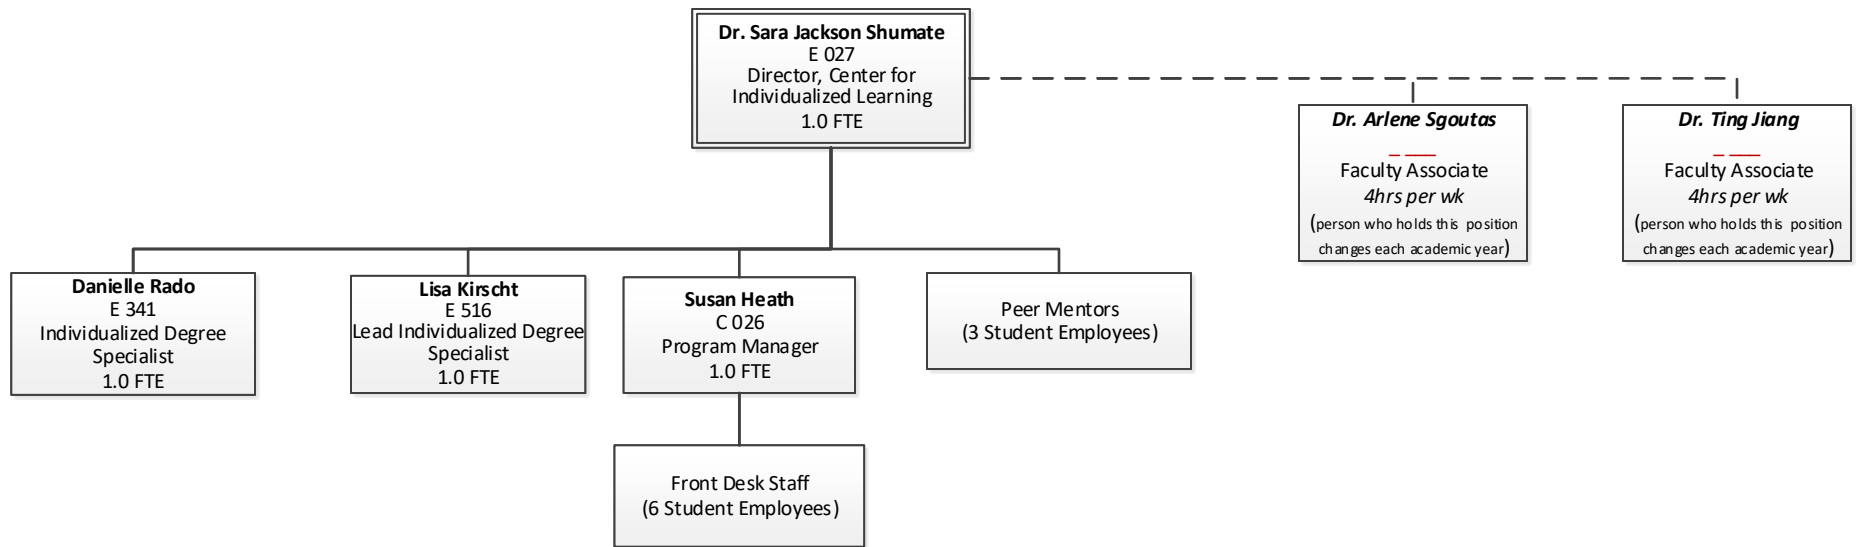 Dr. Sara Jackson Shumate
E 027
Director, Center for
Individualized Learning
1.0 FTE
Dr. Arlene Sgoutas
_ ___
Faculty Associate
4hrs per wk
(person who holds this position
changes each academic year)
Dr. Ting Jiang
_ ___
Faculty Associate
4hrs per wk
(person who holds this position
changes each academic year)
Danielle Rado
E 341
Individualized Degree
Specialist
1.0 FTE
Lisa Kirscht
E 516
Lead Individualized Degree
Specialist
1.0 FTE
Susan Heath
C 026
Program Manager
1.0 FTE
Peer Mentors
(3 Student Employees)
Front Desk Staff
(6 Student Employees)